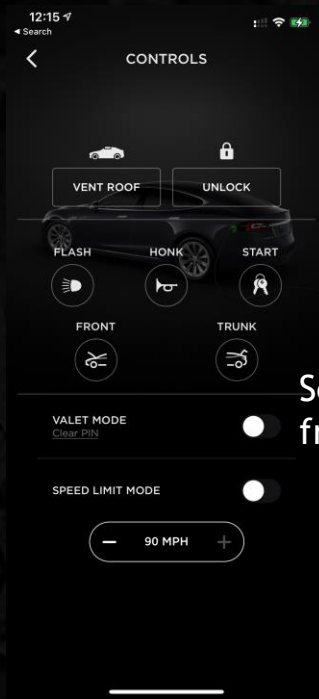 12:15
◄ Search
CONTROLS
VENT ROOF
UNLOCK
FLASH
HONK
START
FRONT
TRUNK
VALET MODE
Clear PIN
SPEED LIMIT MODE
− 90 MPH +